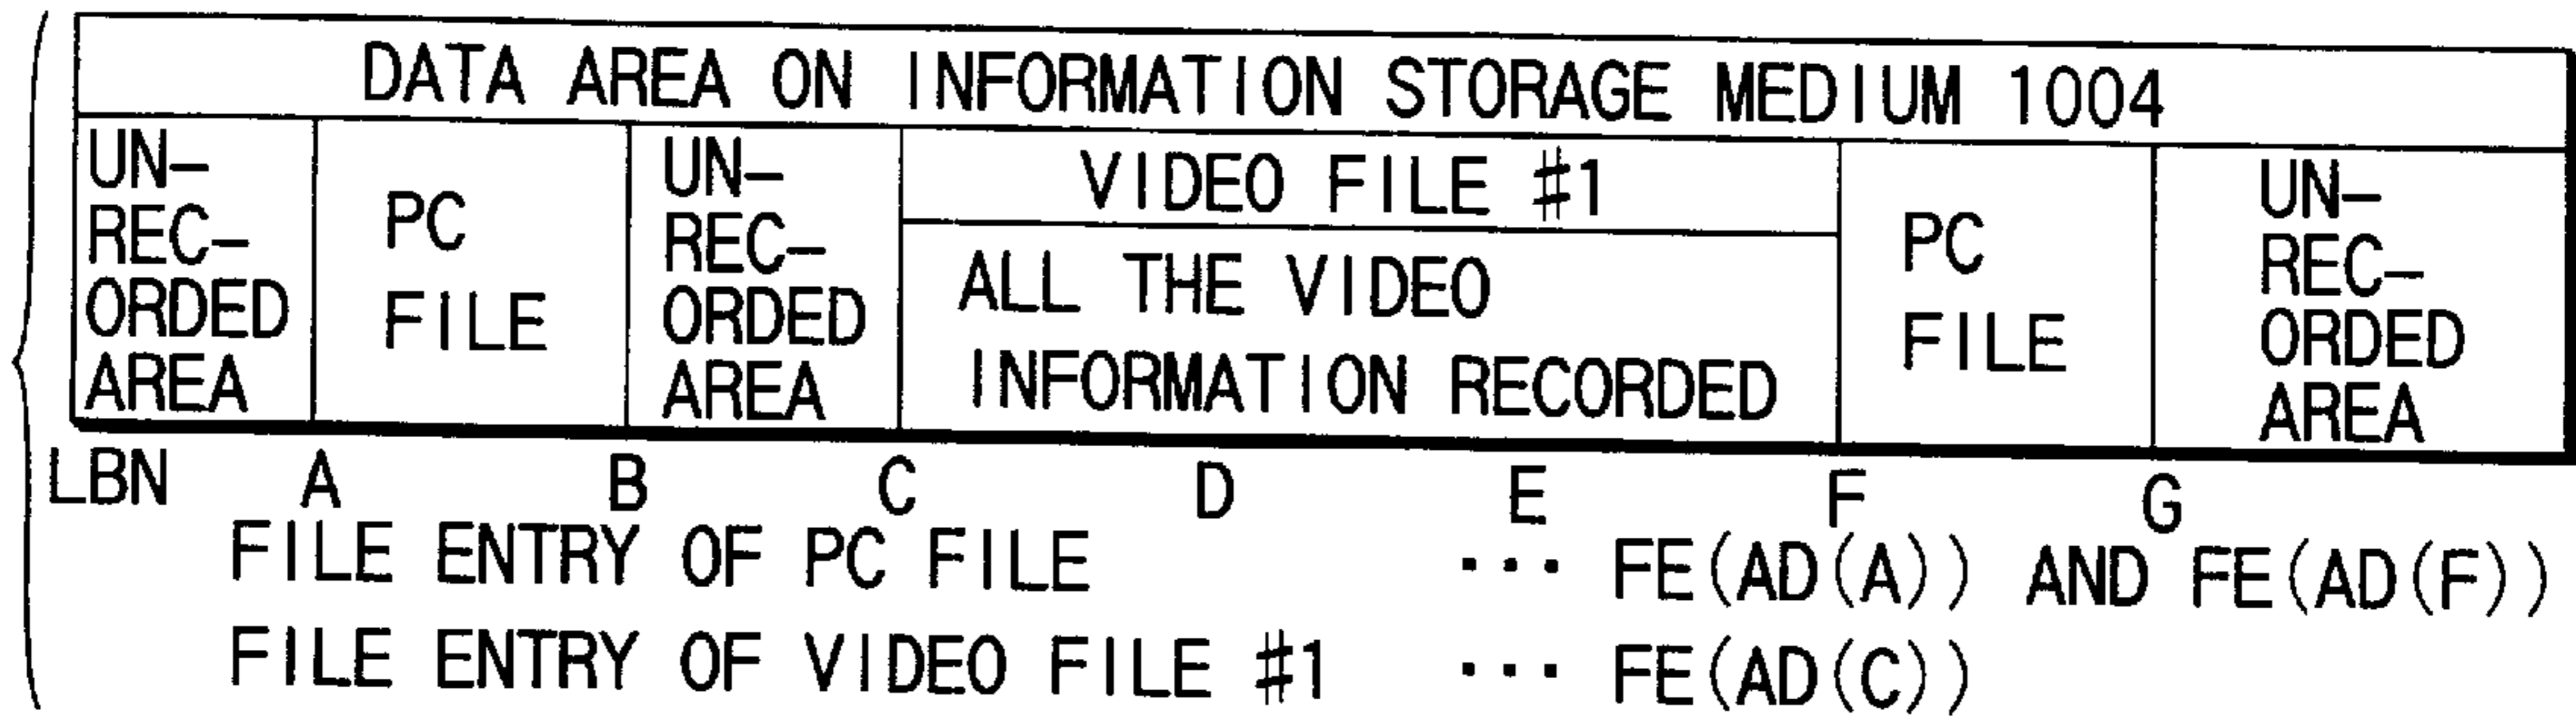 DATA AREA ON INFORMATION STORAGE MEDIUM 1004
UN-
REC-
ORDED
AREA
PC
FILE
UN-
REC-
ORDED
AREA
VIDEO FILE #1
ALL THE VIDEO
INFORMATION RECORDED
PC
FILE
UN-
REC-
ORDED
AREA
LBN A B C D E F G
FILE ENTRY OF PC FILE ··· FE(AD(A)) AND FE(AD(F))
FILE ENTRY OF VIDEO FILE #1 ··· FE(AD(C))